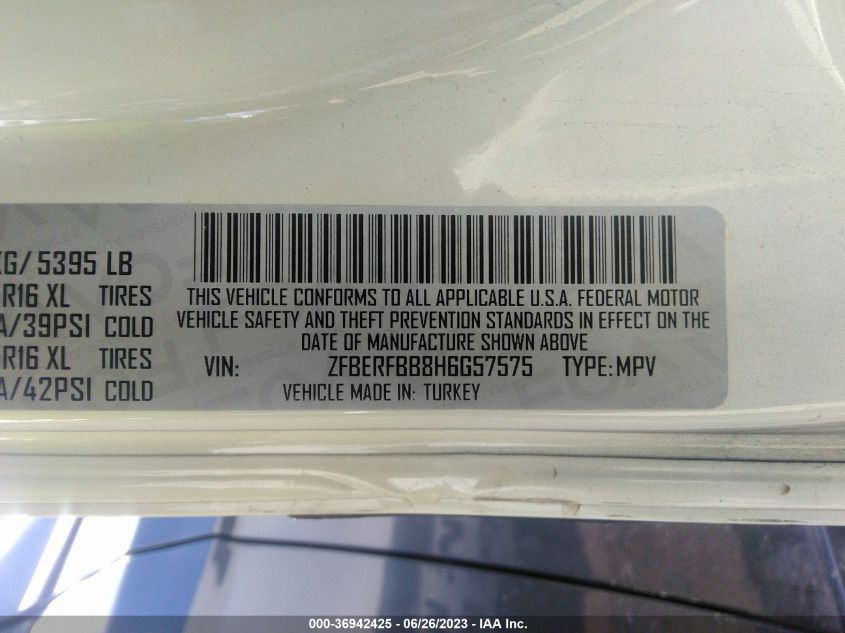 KG/ 5395 LB
R16 XL TIRES
A/39PSI COLD
R16 XL TIRES
A/42PSI COLD
THIS VEHICLE CONFORMS TO ALL APPLICABLE U.S.A. FEDERAL MOTOR
VEHICLE SAFETY AND THEFT PREVENTION STANDARDS IN EFFECT ON THE
DATE OF MANUFACTURE SHOWN ABOVE
VIN: ZFBERFBB8H6G57575 TYPE: MPV
VEHICLE MADE IN: TURKEY
000-36942425 - 06/26/2023 - IAA Inc.